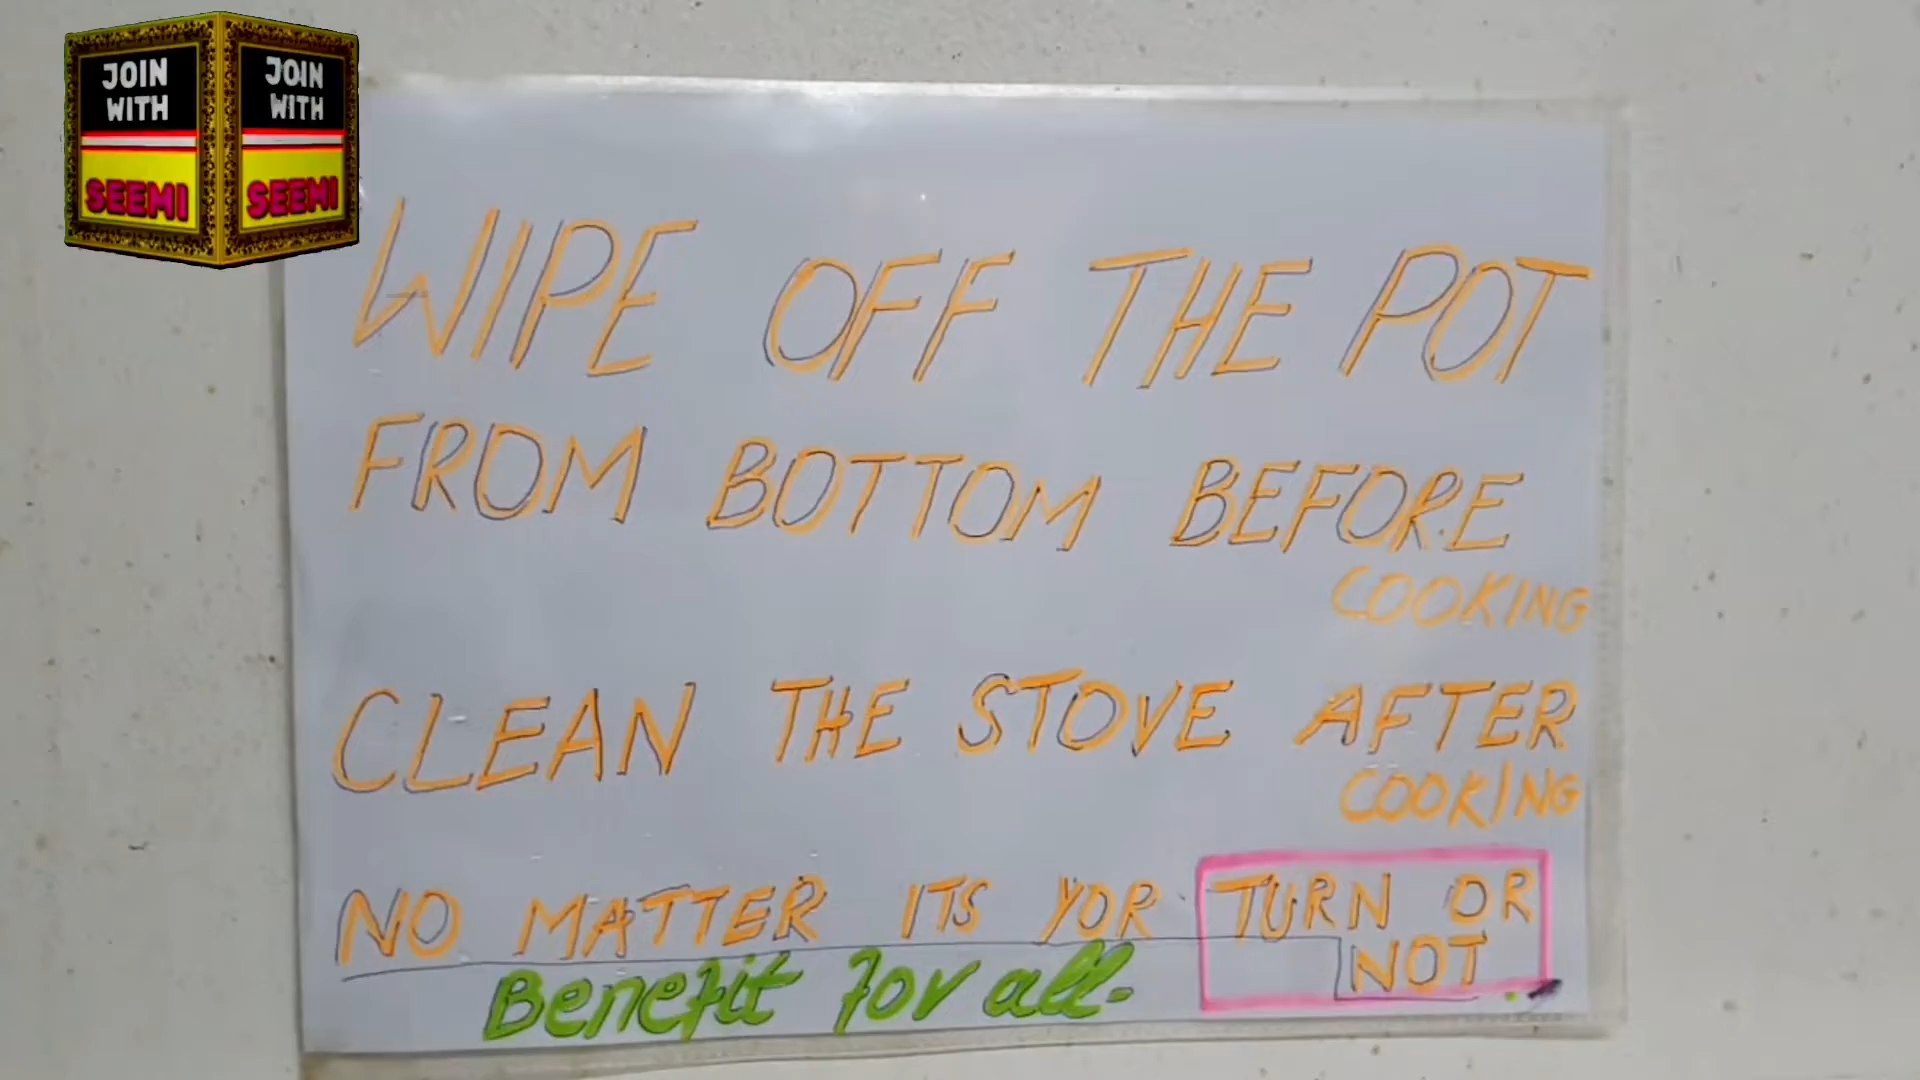 JOIN WITH SEEMI
JOIN WITH SEEMI
WIPE OFF THE POT
FROM BOTTOM BEFORE
COOKING
CLEAN THE STOVE AFTER
COOKING
NO MATTER ITS YOR TURN OR
NOT
Benefit for all.